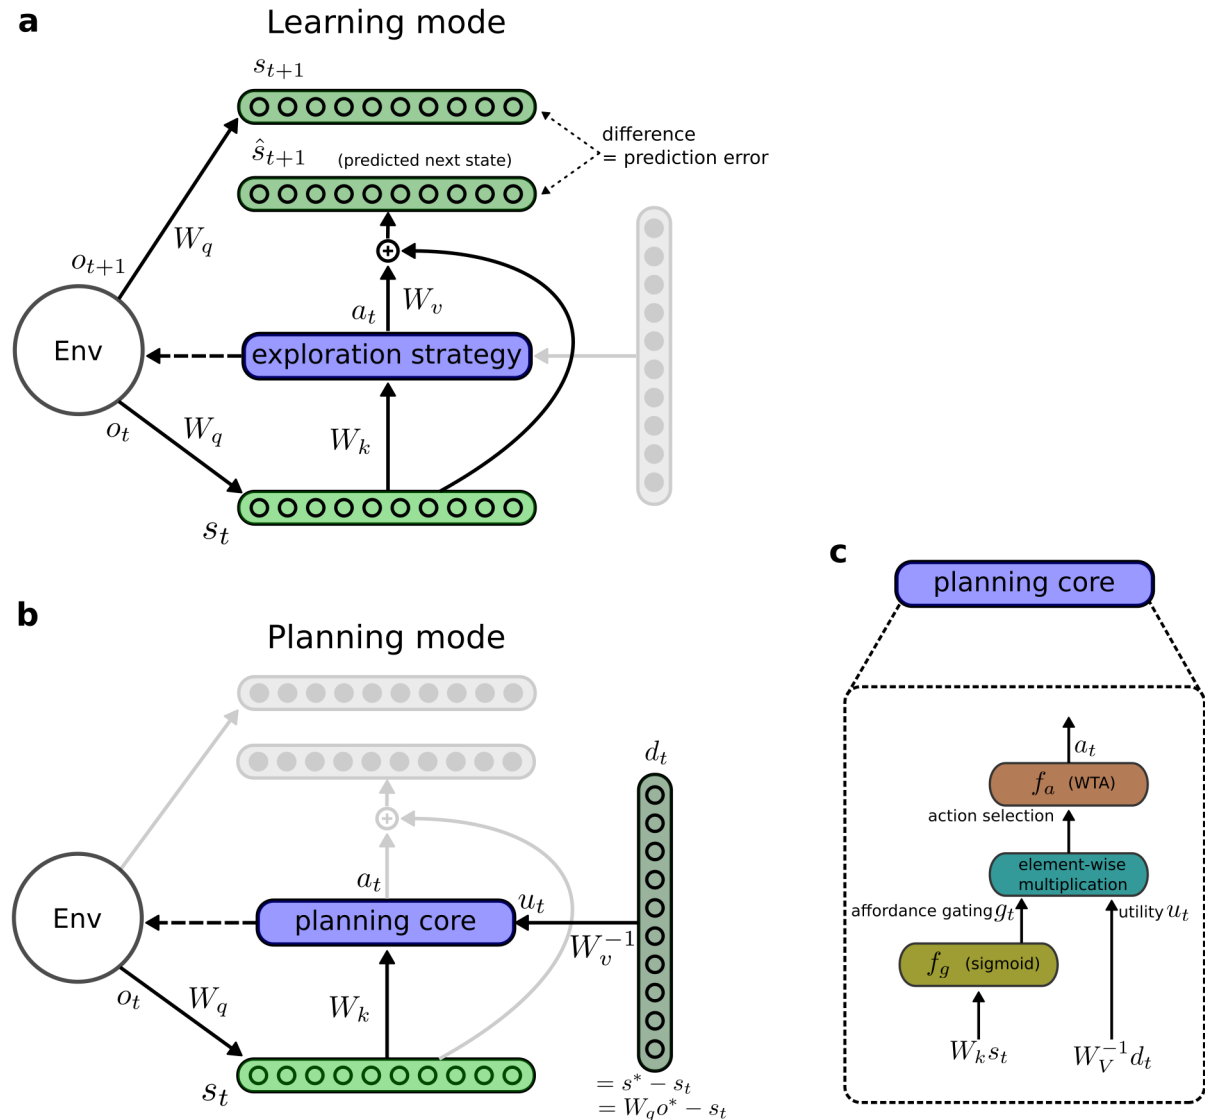 a
Learning mode
s_{t+1}
difference
= prediction error
\hat{s}_{t+1} (predicted next state)
W_q
o_{t+1}
W_v
a_t
Env
exploration strategy
o_t
W_q
W_k
s_t
b
Planning mode
d_t
a_t
Env
planning core
u_t
W_v^{-1}
o_t
W_q
W_k
s_t
= s^* - s_t
= W_q o^* - s_t
c
planning core
a_t
f_a (WTA)
action selection
element-wise
multiplication
affordance gating g_t
utility u_t
f_g (sigmoid)
W_k s_t
W_V^{-1} d_t